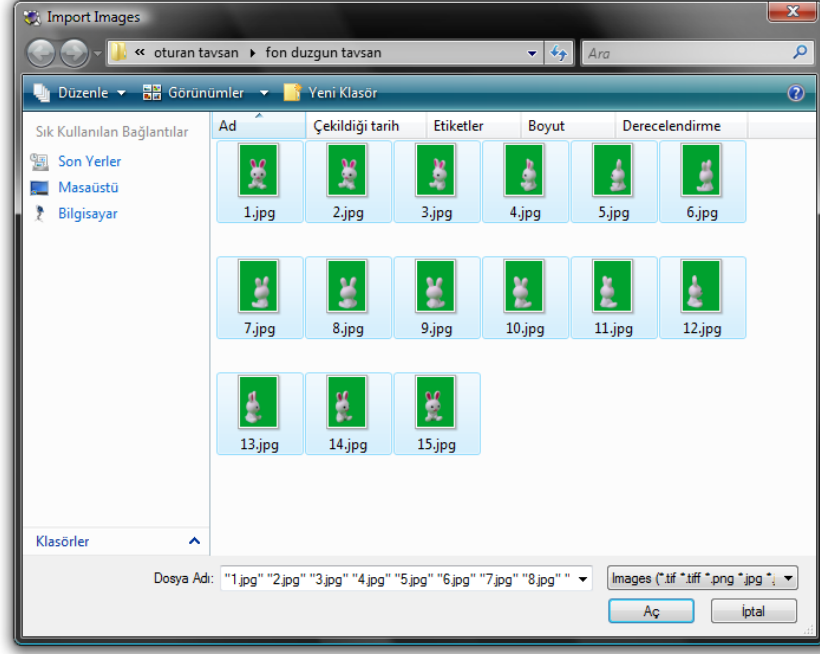 Import Images
« oturan tavsan ▸ fon duzgun tavsan
Ara
Düzenle Görünümler Yeni Klasör
Sık Kullanılan Bağlantılar
Son Yerler
Masaüstü
Bilgisayar
Ad Çekildiği tarih Etiketler Boyut Derecelendirme
1.jpg 2.jpg 3.jpg 4.jpg 5.jpg 6.jpg
7.jpg 8.jpg 9.jpg 10.jpg 11.jpg 12.jpg
13.jpg 14.jpg 15.jpg
Klasörler
Dosya Adı: "1.jpg" "2.jpg" "3.jpg" "4.jpg" "5.jpg" "6.jpg" "7.jpg" "8.jpg" "
Images (*.tif *.tiff *.png *.jpg *.
Aç İptal